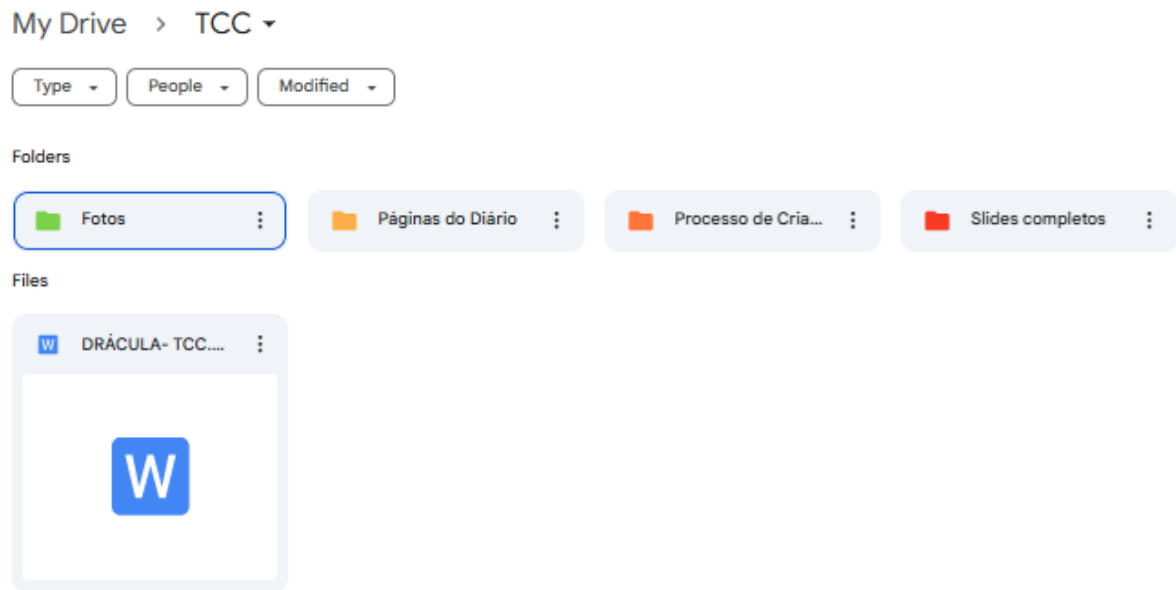 My Drive > TCC
Type People Modified
Folders
Fotos Páginas do Diário Processo de Cria... Slides completos
Files
W DRÁCULA- TCC....
W